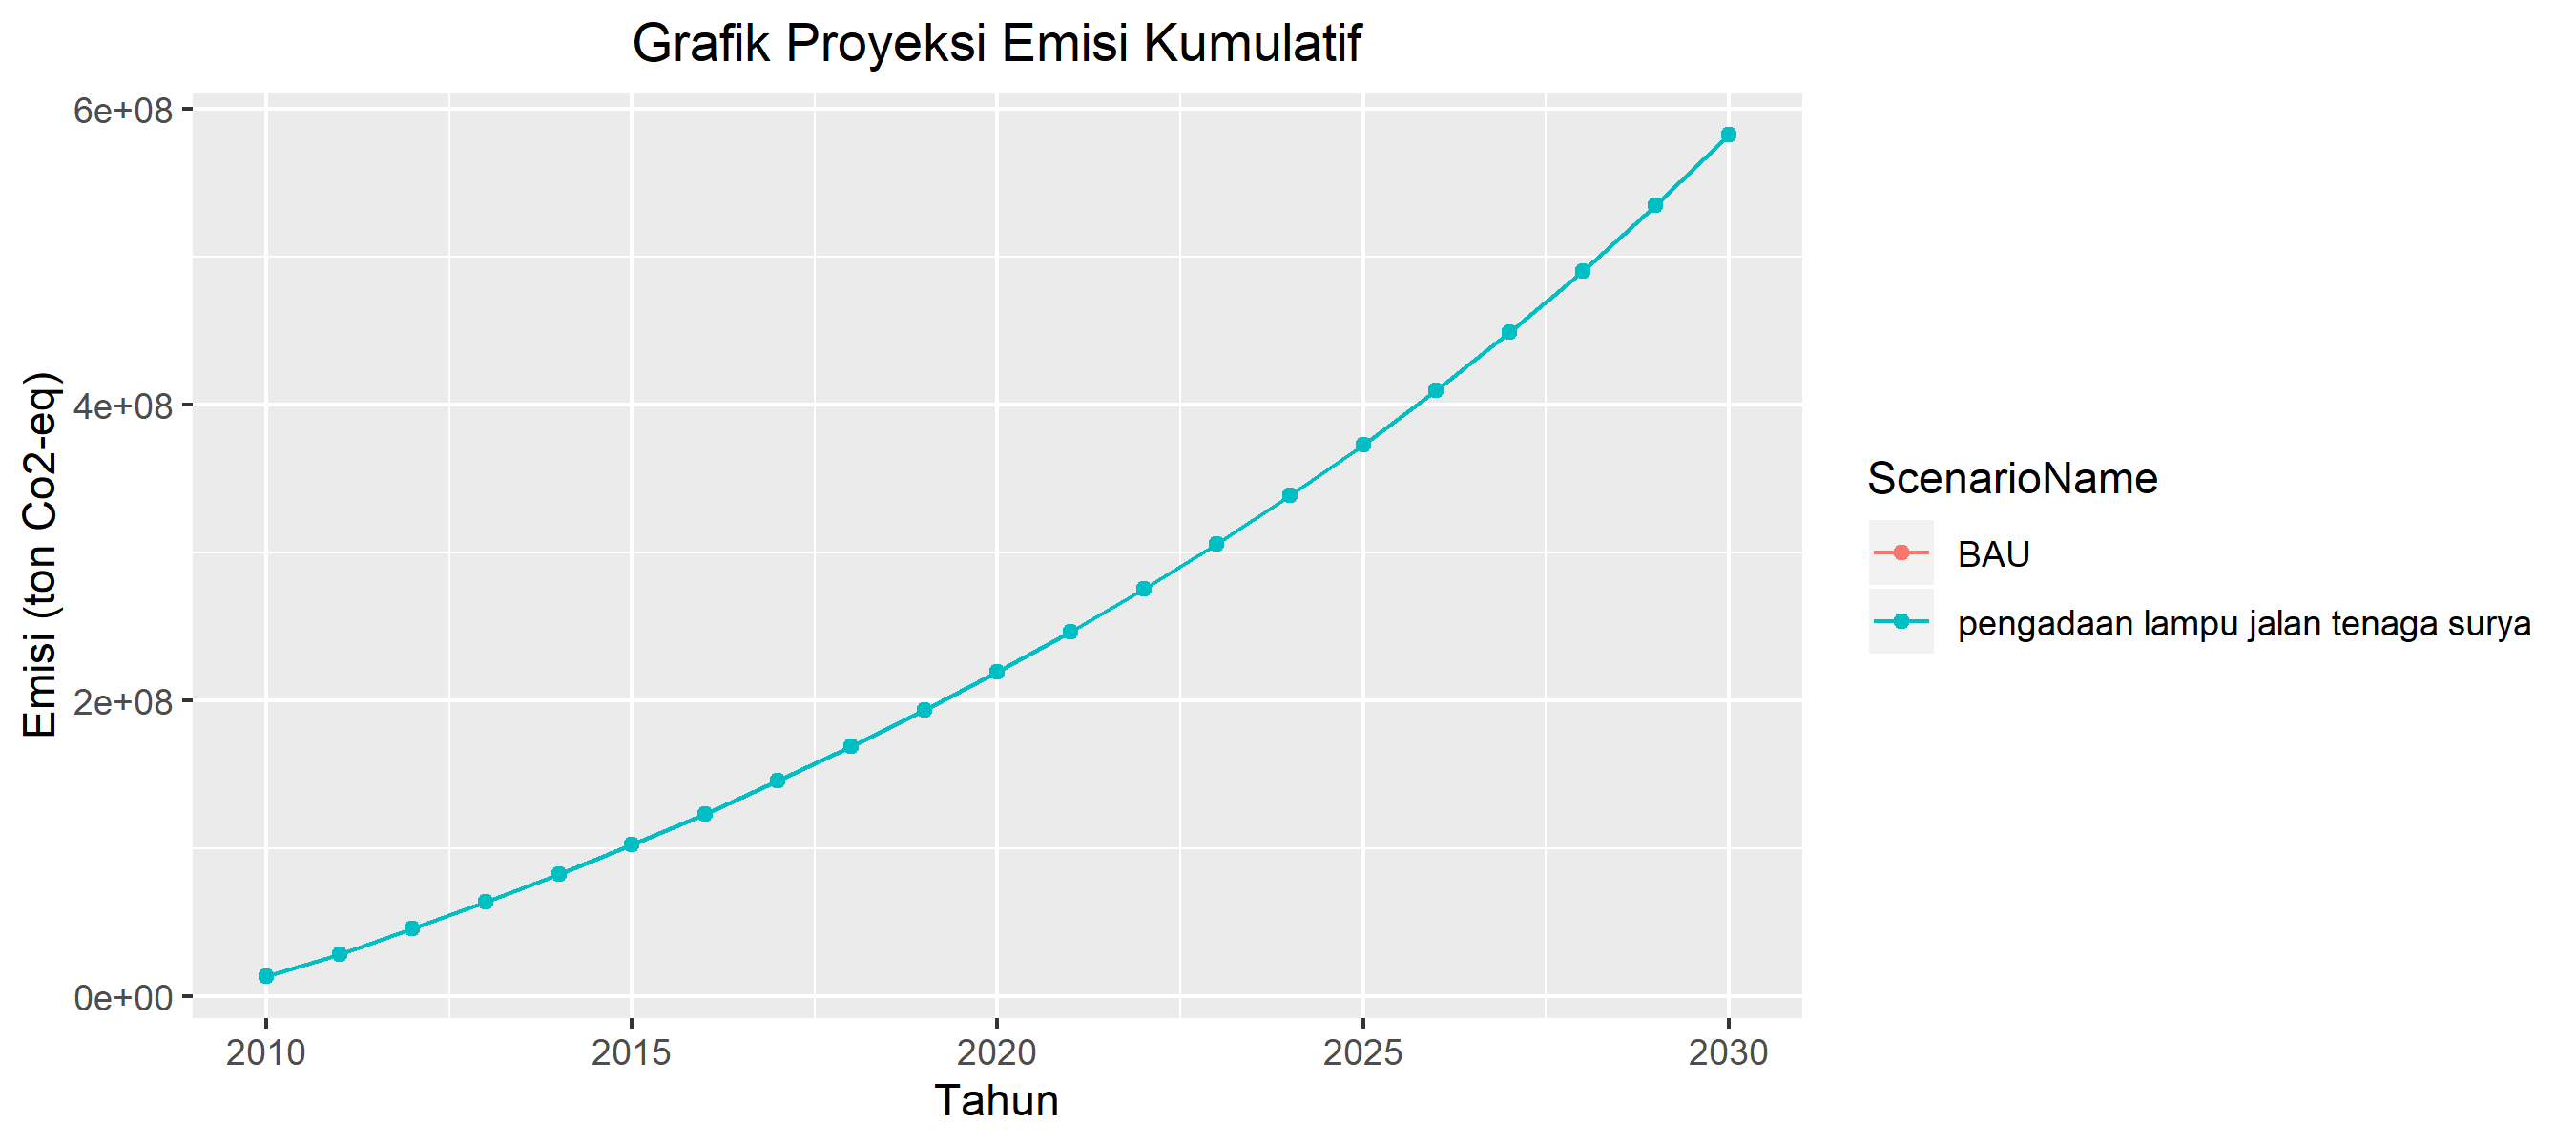 Grafik Proyeksi Emisi Kumulatif
6e+08
4e+08
2e+08
0e+00
Emisi (ton Co2-eq)
2010 2015 2020 2025 2030
Tahun
ScenarioName
BAU
pengadaan lampu jalan tenaga surya